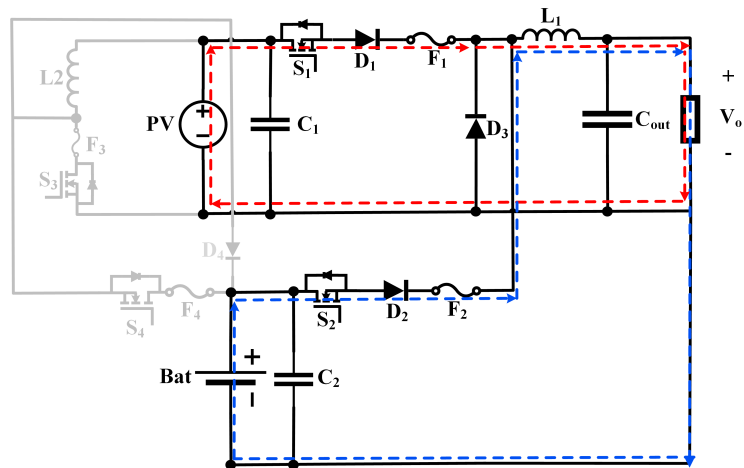 L₁
S₁
D₁
F₁
L2
+
PV
+
−
C₁
D₃
Cout
Vo
-
F₃
S₃
D₄
S₄
F₄
S₂
D₂
F₂
Bat
+
−
C₂